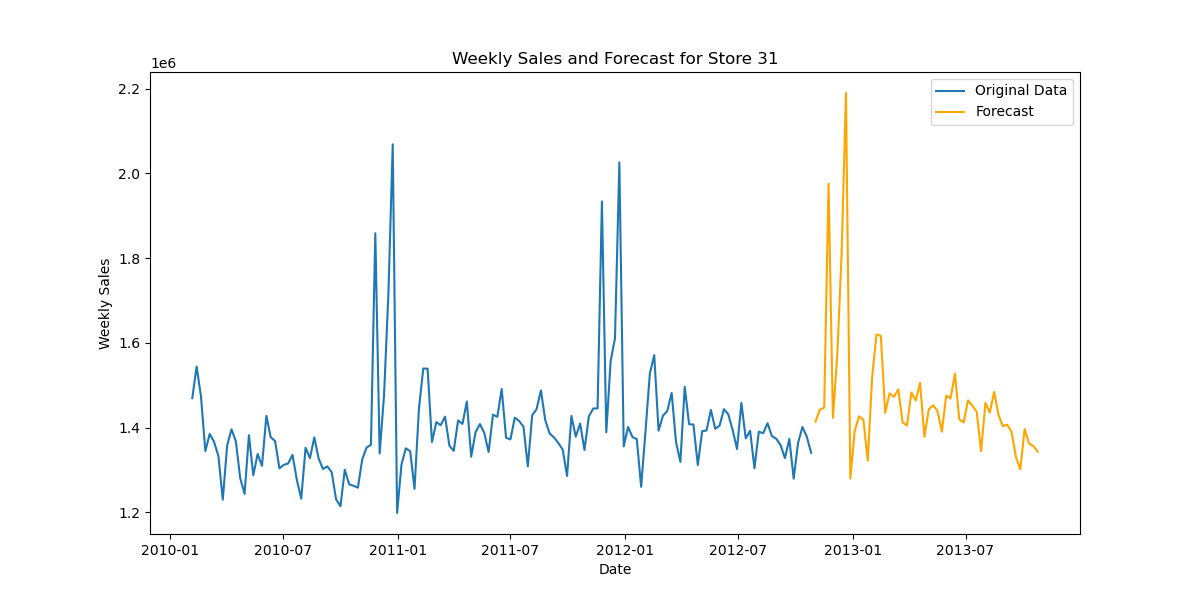 Weekly Sales and Forecast for Store 31
1e6
Original Data
Forecast
2.2
2.0
1.8
1.6
1.4
1.2
Weekly Sales
2010-01 2010-07 2011-01 2011-07 2012-01 2012-07 2013-01 2013-07
Date